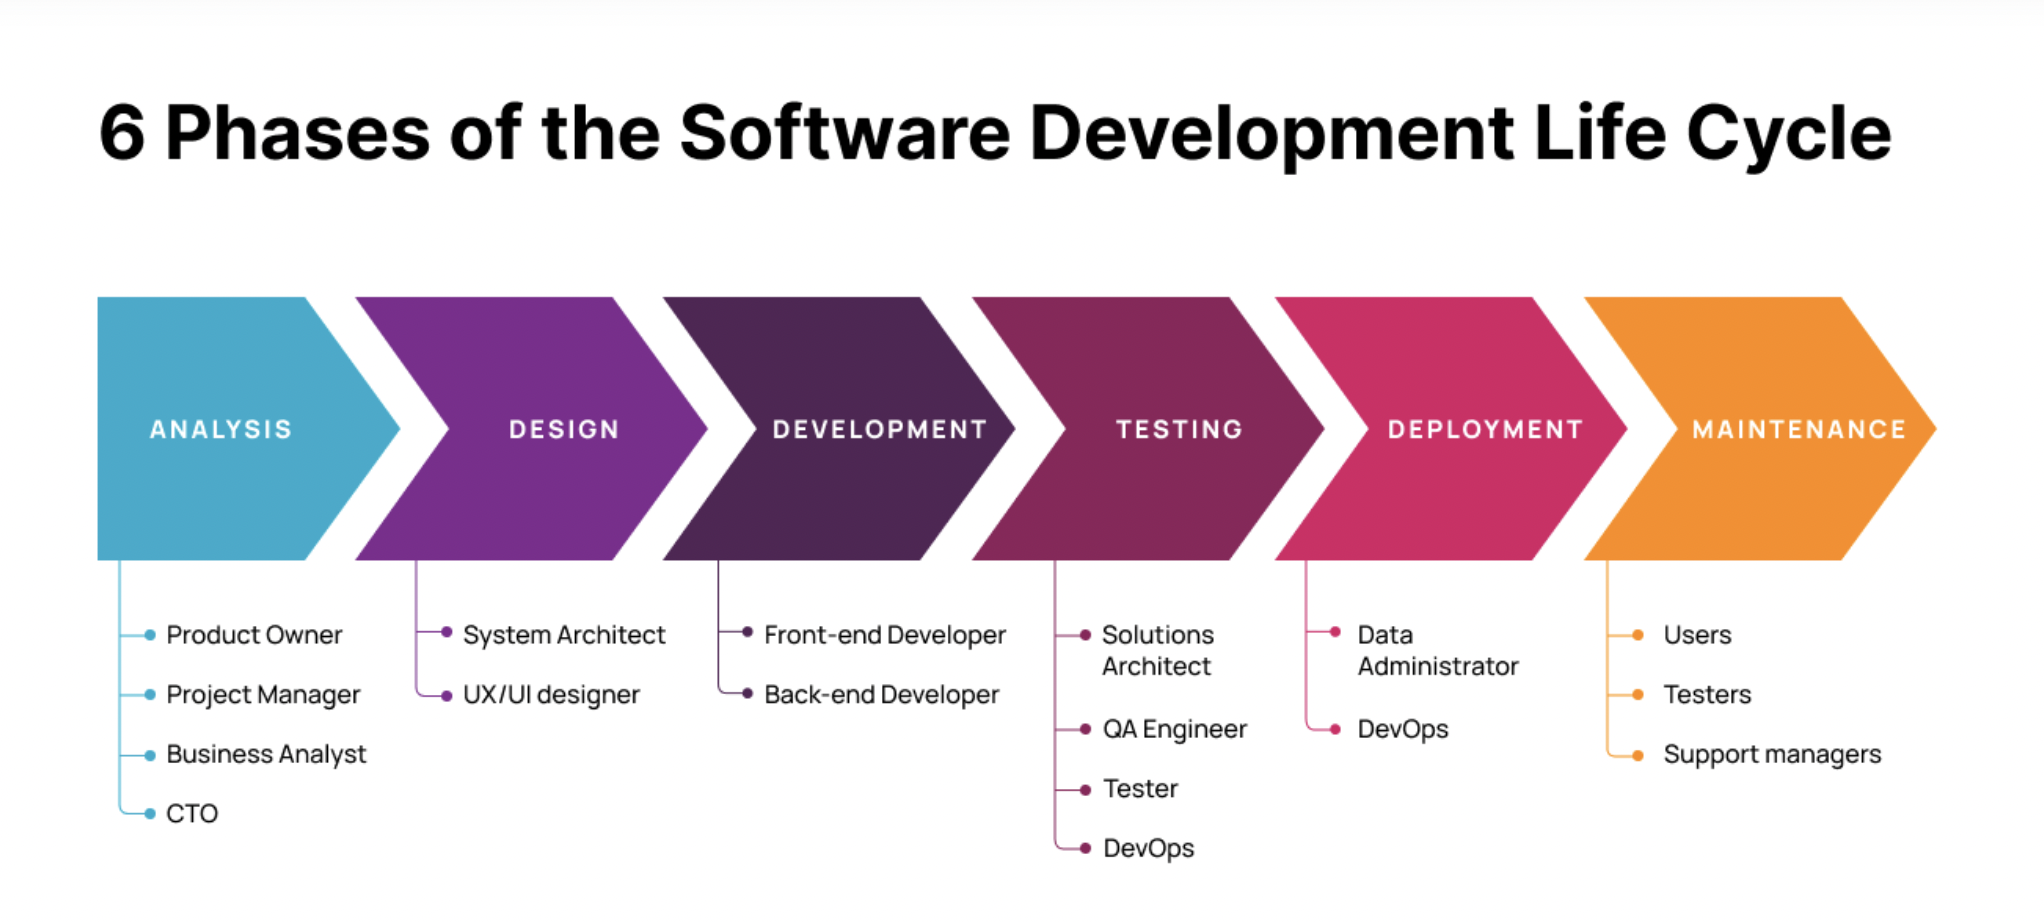 6 Phases of the Software Development Life Cycle
ANALYSIS
DESIGN
DEVELOPMENT
TESTING
DEPLOYMENT
MAINTENANCE
Product Owner
Project Manager
Business Analyst
CTO
System Architect
UX/UI designer
Front-end Developer
Back-end Developer
Solutions
Architect
QA Engineer
Tester
DevOps
Data
Administrator
DevOps
Users
Testers
Support managers